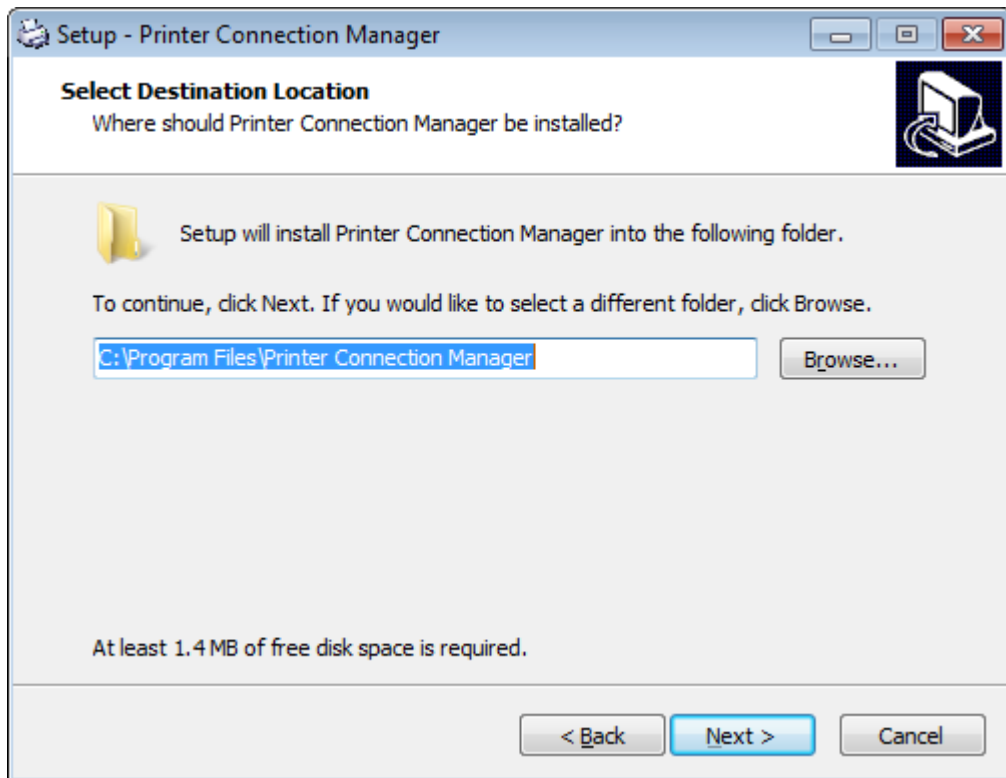 Setup - Printer Connection Manager
Select Destination Location
Where should Printer Connection Manager be installed?
Setup will install Printer Connection Manager into the following folder.
To continue, click Next. If you would like to select a different folder, click Browse.
C:\Program Files\Printer Connection Manager
Browse...
At least 1.4 MB of free disk space is required.
< Back
Next >
Cancel